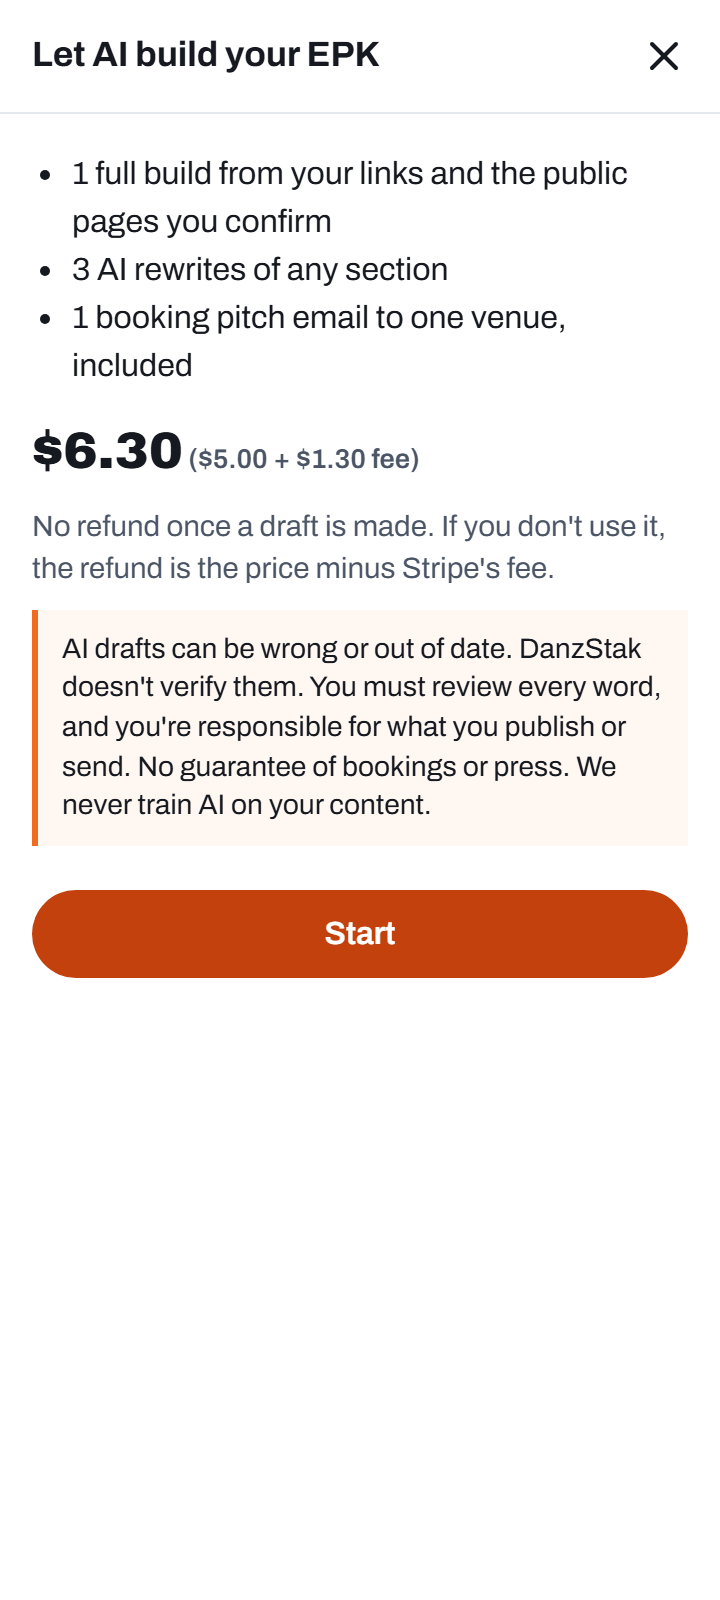 Let AI build your EPK
• 1 full build from your links and the public
pages you confirm
• 3 AI rewrites of any section
• 1 booking pitch email to one venue,
included
$6.30 ($5.00 + $1.30 fee)
No refund once a draft is made. If you don't use it,
the refund is the price minus Stripe's fee.
AI drafts can be wrong or out of date. DanzStak
doesn't verify them. You must review every word,
and you're responsible for what you publish or
send. No guarantee of bookings or press. We
never train AI on your content.
Start